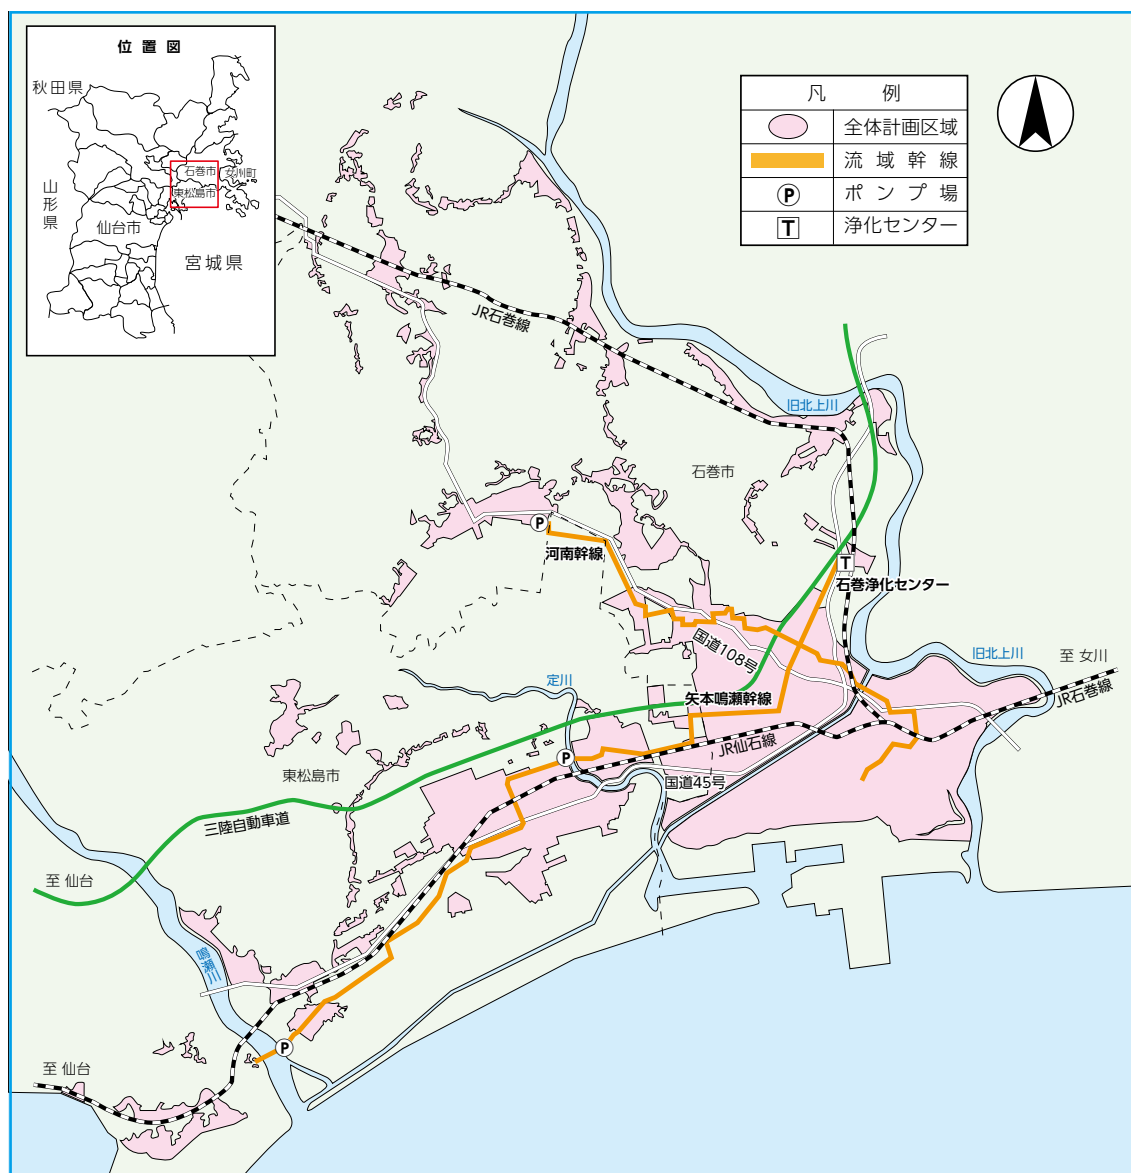 位置図
秋田県
山形県
石巻市
女川町
東松島市
仙台市
宮城県
凡例
全体計画区域
流域幹線
P
ポンプ場
T
浄化センター
JR石巻線
旧北上川
石巻市
P
河南幹線
T
石巻浄化センター
国道108号
旧北上川
至 女川
JR石巻線
定川
矢本鳴瀬幹線
JR仙石線
P
国道45号
東松島市
三陸自動車道
至 仙台
鳴瀬川
P
至 仙台